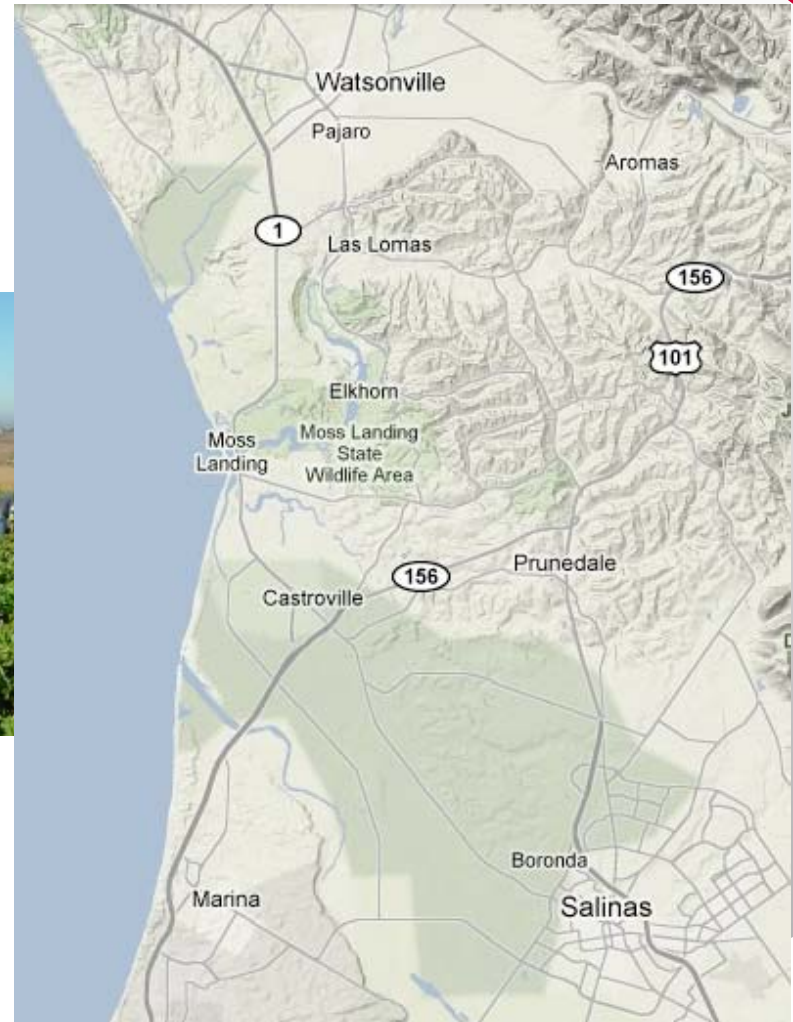 Watsonville
Pajaro
Aromas
1
Las Lomas
156
101
Elkhorn
Moss
Landing
Moss Landing
State
Wildlife Area
156
Prunedale
Castroville
Boronda
Marina
Salinas